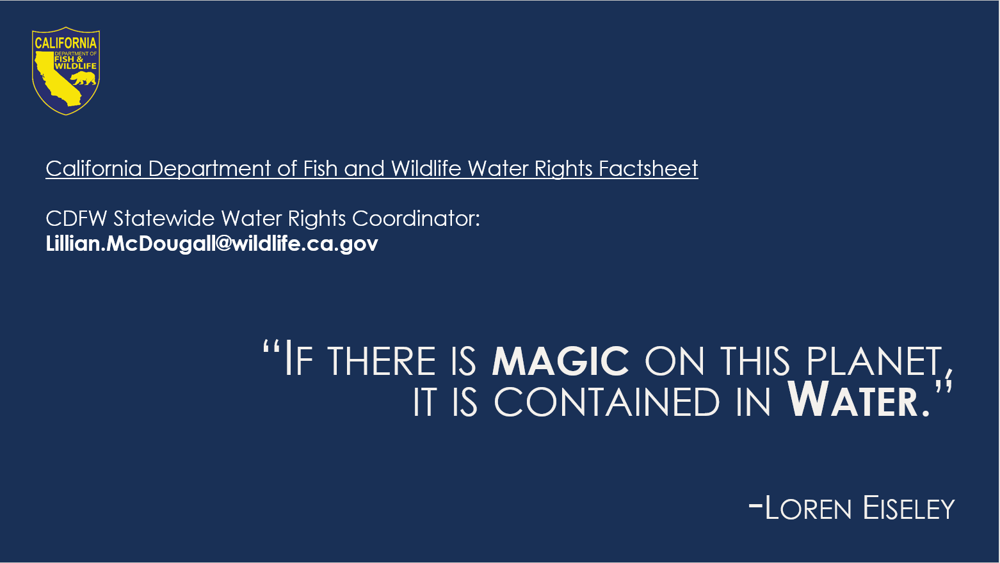 CALIFORNIA
DEPARTMENT OF
FISH &
WILDLIFE
California Department of Fish and Wildlife Water Rights Factsheet
CDFW Statewide Water Rights Coordinator:
Lillian.McDougall@wildlife.ca.gov
“IF THERE IS MAGIC ON THIS PLANET,
IT IS CONTAINED IN WATER.”
-LOREN EISELEY